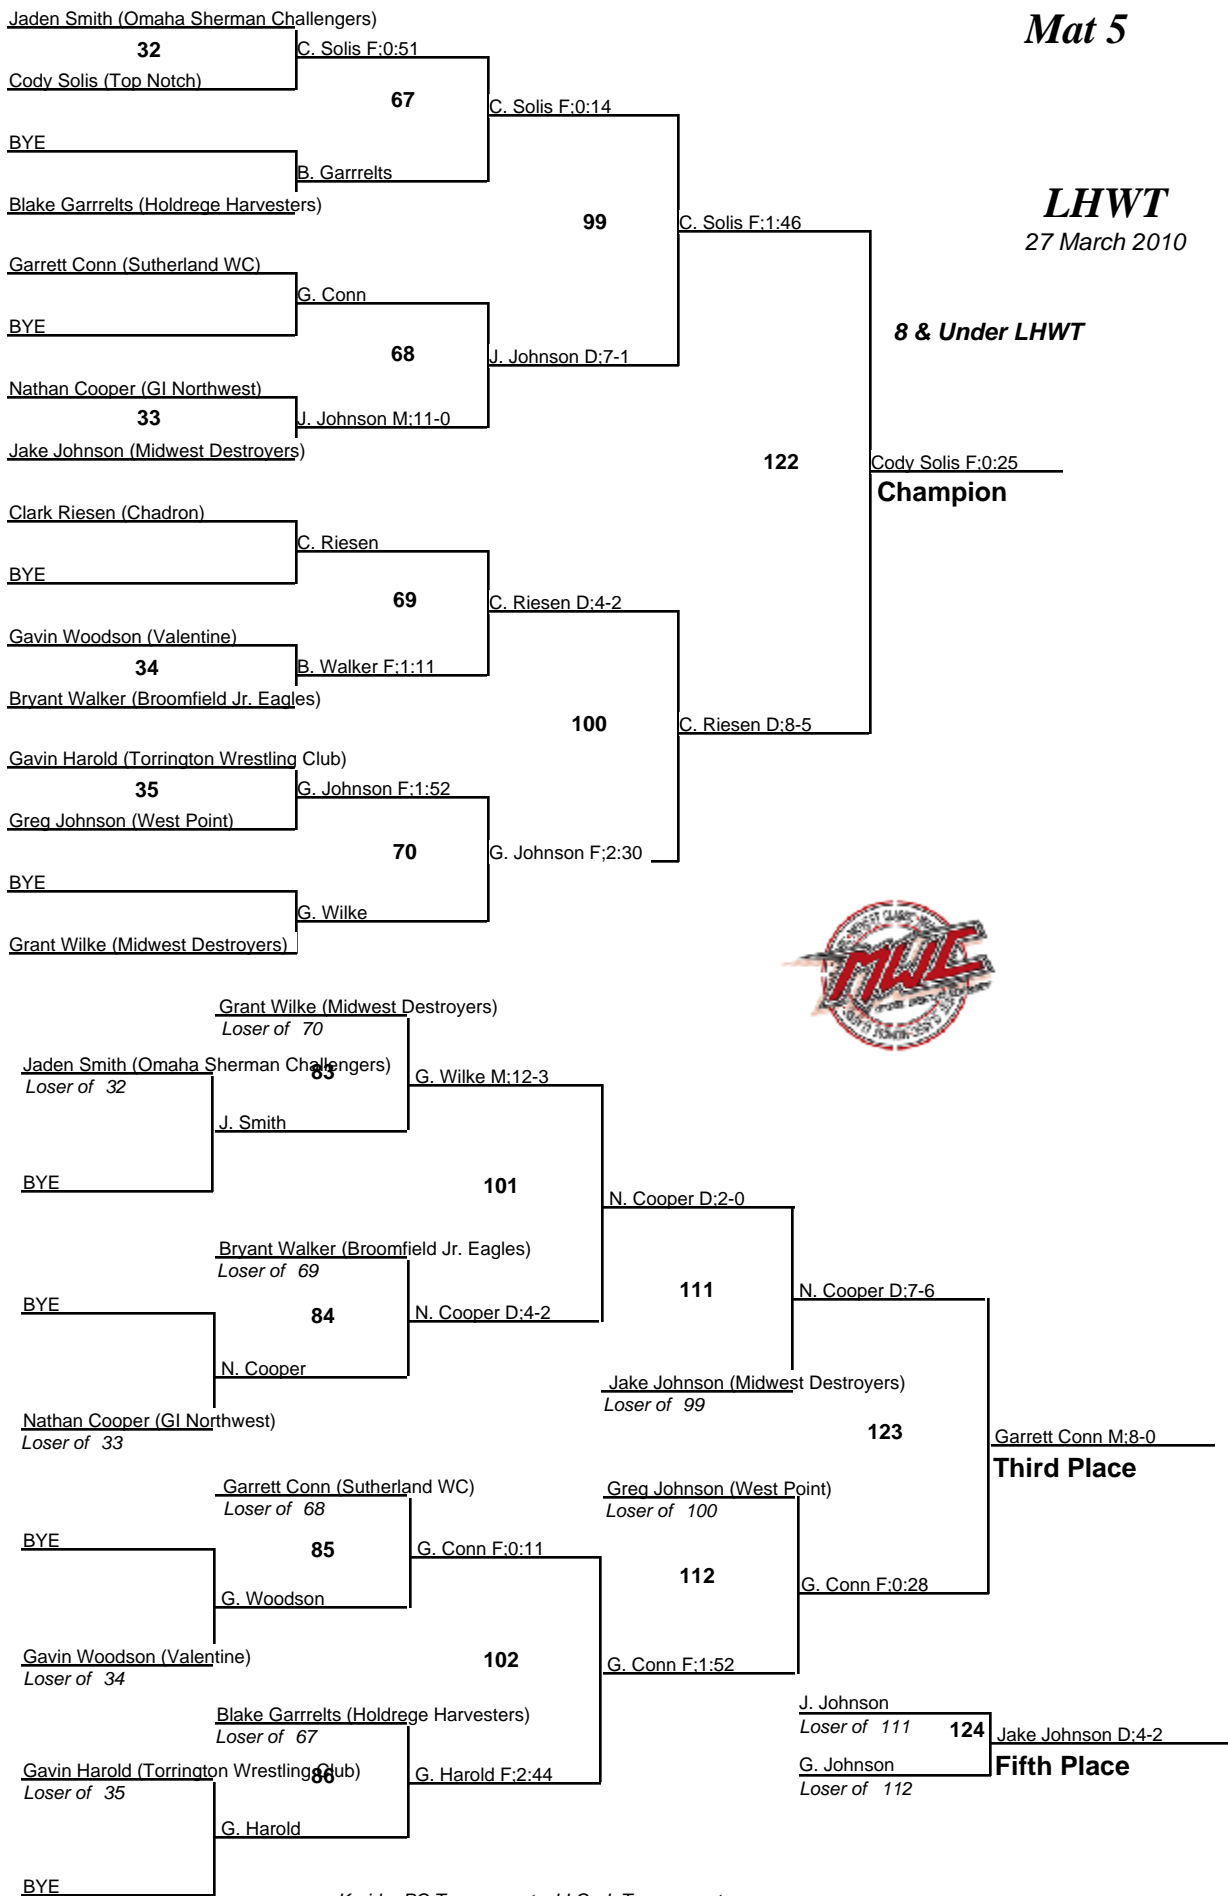 Jaden Smith (Omaha Sherman Challengers)
Mat 5
32
C. Solis F;0:51
Cody Solis (Top Notch)
67
C. Solis F;0:14
BYE
B. Garrrelts
Blake Garrrelts (Holdrege Harvesters)
LHWT
99
C. Solis F;1:46
27 March 2010
Garrett Conn (Sutherland WC)
G. Conn
BYE
8 & Under LHWT
68
J. Johnson D;7-1
Nathan Cooper (GI Northwest)
33
J. Johnson M;11-0
Jake Johnson (Midwest Destroyers)
122
Cody Solis F;0:25
Champion
Clark Riesen (Chadron)
C. Riesen
BYE
69
C. Riesen D;4-2
Gavin Woodson (Valentine)
34
B. Walker F;1:11
Bryant Walker (Broomfield Jr. Eagles)
100
C. Riesen D;8-5
Gavin Harold (Torrington Wrestling Club)
35
G. Johnson F;1:52
Greg Johnson (West Point)
70
G. Johnson F;2:30
BYE
G. Wilke
Grant Wilke (Midwest Destroyers)
MWC
Grant Wilke (Midwest Destroyers)
Loser of 70
Jaden Smith (Omaha Sherman Challengers)
83
G. Wilke M;12-3
Loser of 32
J. Smith
BYE
101
N. Cooper D;2-0
Bryant Walker (Broomfield Jr. Eagles)
Loser of 69
BYE
84
N. Cooper D;4-2
111
N. Cooper D;7-6
N. Cooper
Jake Johnson (Midwest Destroyers)
Loser of 99
Nathan Cooper (GI Northwest)
Loser of 33
123
Garrett Conn M;8-0
Third Place
Garrett Conn (Sutherland WC)
Loser of 68
Greg Johnson (West Point)
Loser of 100
BYE
85
G. Conn F;0:11
112
G. Conn F;0:28
G. Woodson
Gavin Woodson (Valentine)
Loser of 34
102
G. Conn F;1:52
Blake Garrrelts (Holdrege Harvesters)
Loser of 67
J. Johnson
Loser of 111
124
Jake Johnson D;4-2
Fifth Place
G. Johnson
Loser of 112
Gavin Harold (Torrington Wrestling Club)
86
G. Harold F;2:44
Loser of 35
G. Harold
BYE